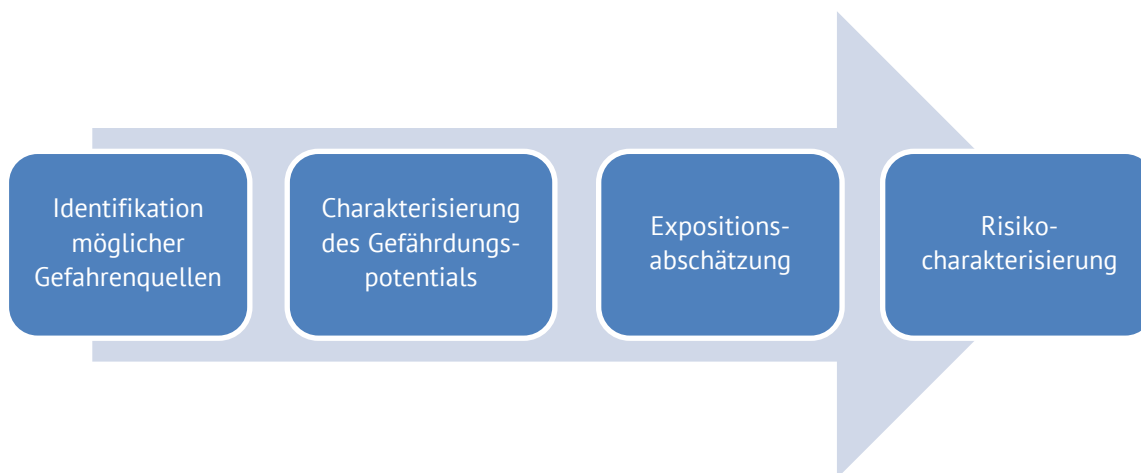 Identifikation
möglicher
Gefahrenquellen
Charakterisierung
des Gefährdungs-
potentials
Expositions-
abschätzung
Risiko-
charakterisierung